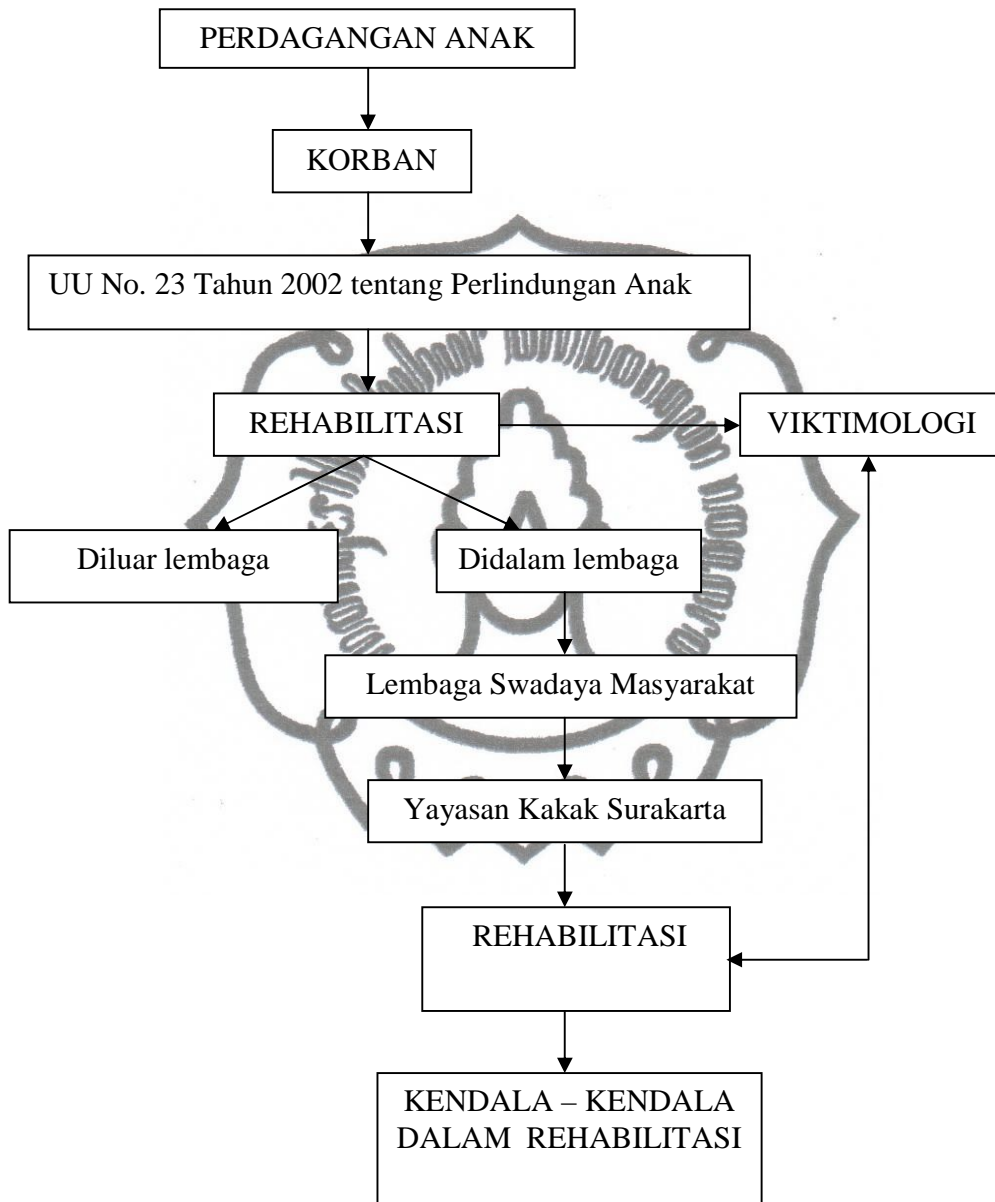 PERDAGANGAN ANAK
KORBAN
UU No. 23 Tahun 2002 tentang Perlindungan Anak
REHABILITASI
VIKTIMOLOGI
Diluar lembaga
Didalam lembaga
Lembaga Swadaya Masyarakat
Yayasan Kakak Surakarta
REHABILITASI
KENDALA – KENDALA
DALAM REHABILITASI